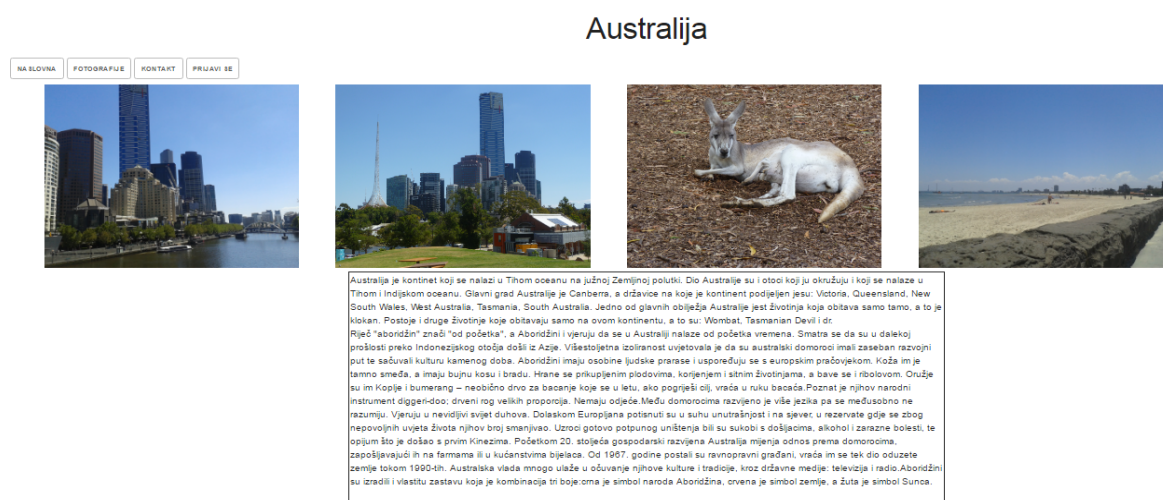 Australija
NASLOVNA FOTOGRAFIJE KONTAKT PRIJAVI SE
Australija je kontinet koji se nalazi u Tihom oceanu na južnoj Zemljinoj polutki. Dio Australije su i otoci koji ju okružuju i koji se nalaze u
Tihom i Indijskom oceanu. Glavni grad Australije je Canberra, a državice na koje je kontinent podijeljen jesu: Victoria, Queensland, New
South Wales, West Australia, Tasmania, South Australia. Jedno od glavnih obilježja Australije jest životinja koja obitava samo tamo, a to je
klokan. Postoje i druge životinje koje obitavaju samo na ovom kontinentu, a to su: Wombat, Tasmanian Devil i dr.
Riječ "aboridžin" znači "od početka", a Aboridžini i vjeruju da se u Australiji nalaze od početka vremena. Smatra se da su u dalekoj
prošlosti preko Indonezijskog otočja došli iz Azije. Višestoljetna izoliranost uvjetovala je da su australski domoroci imali zaseban razvojni
put te sačuvali kulturu kamenog doba. Aboridžini imaju osobine ljudske prarase i uspoređuju se s europskim pračovjekom. Koža im je
tamno smeđa, a imaju bujnu kosu i bradu. Hrane se prikupljenim plodovima, korijenjem i sitnim životinjama, a bave se i ribolovom. Oružje
su im Koplje i bumerang – neobično drvo za bacanje koje se u letu, ako pogriješi cilj, vraća u ruku bacača.Poznat je njihov narodni
instrument diggeri-doo; drveni rog velikih proporcija. Nemaju odjeće.Među domorocima razvijeno je više jezika pa se međusobno ne
razumiju. Vjeruju u nevidljivi svijet duhova. Dolaskom Europljana potisnuti su u suhu unutrašnjost i na sjever, u rezervate gdje se zbog
nepovoljnih uvjeta života njihov broj smanjivao. Uzroci gotovo potpunog uništenja bili su sukobi s došljacima, alkohol i zarazne bolesti, te
opijum što je došao s prvim Kinezima. Početkom 20. stoljeća gospodarski razvijena Australija mijenja odnos prema domorocima,
zapošljavajući ih na farmama ili u kućanstvima bijelaca. Od 1967. godine postali su ravnopravni građani, vraća im se tek dio oduzete
zemlje tokom 1990-tih. Australska vlada mnogo ulaže u očuvanje njihove kulture i tradicije, kroz državne medije: televizija i radio.Aboridžini
su izradili i vlastitu zastavu koja je kombinacija tri boje:crna je simbol naroda Aboridžina, crvena je simbol zemlje, a žuta je simbol Sunca.